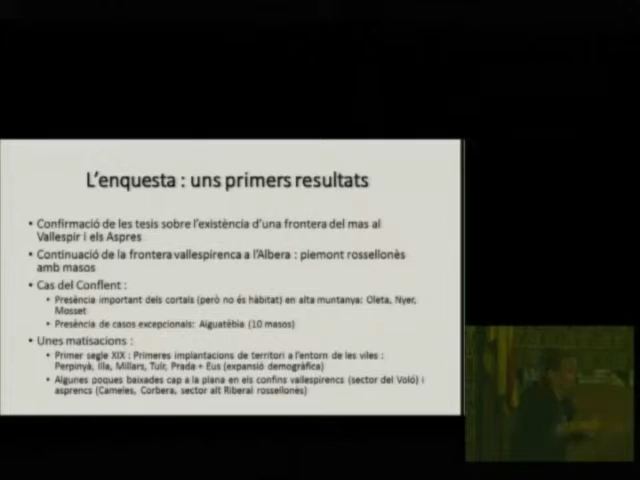 L'enquesta : uns primers resultats
• Confirmació de les tesis sobre l'existència d'una frontera del mas al
Vallespir i els Aspres
• Continuació de la frontera vallespirenca a l'Albera : piemont rossellonès
amb masos
• Cas del Conflent :
• Presència important dels cortals (però no és hàbitat) en alta muntanya: Oleta, Nyer,
Mosset
• Presència de casos excepcionals: Aiguatèbia (10 masos)
• Unes matisacions :
• Primer segle XIX : Primeres implantacions de territori a l'entorn de les viles :
Perpinyà, Illa, Millars, Tuïr, Prada + Eus (expansió demogràfica)
• Algunes poques baixades cap a la plana en els confins vallespirencs (sector del Voló) i
asprencs (Cameles, Corbera, sector alt Riberal rossellonès)